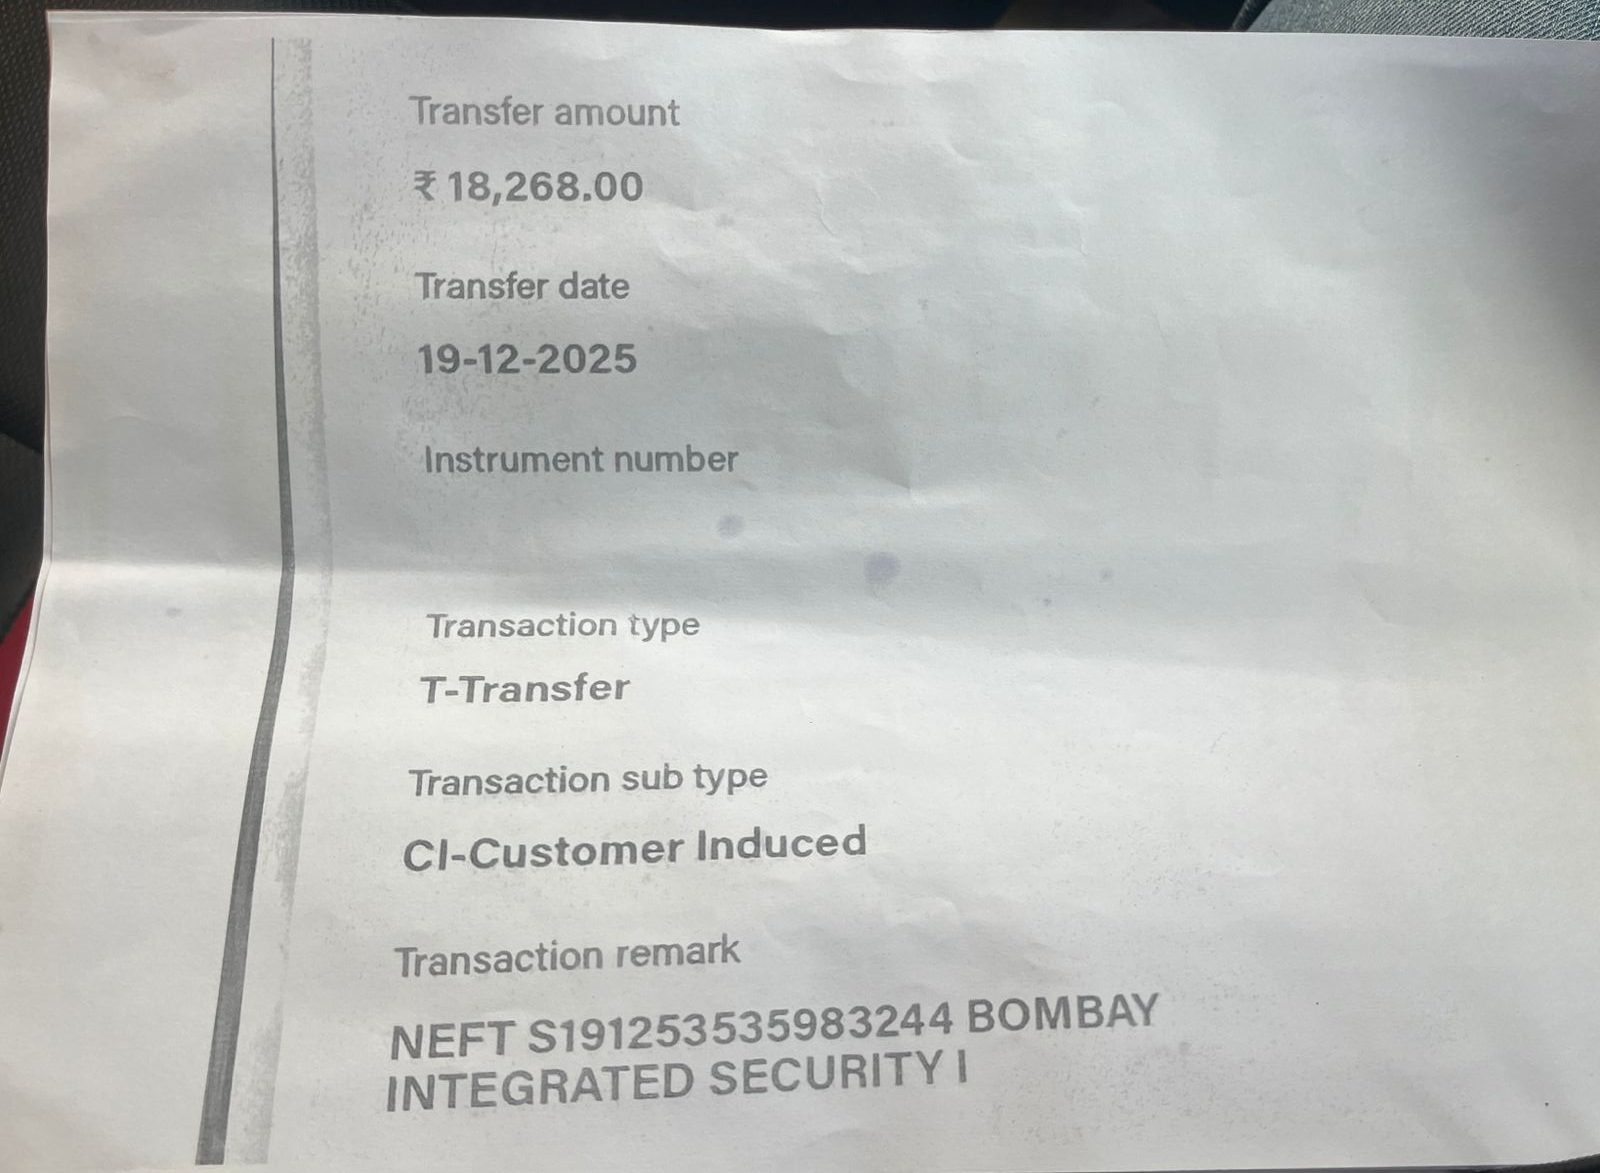 Transfer amount
₹ 18,268.00
Transfer date
19-12-2025
Instrument number
Transaction type
T-Transfer
Transaction sub type
CI-Customer Induced
Transaction remark
NEFT S191253535983244 BOMBAY
INTEGRATED SECURITY I